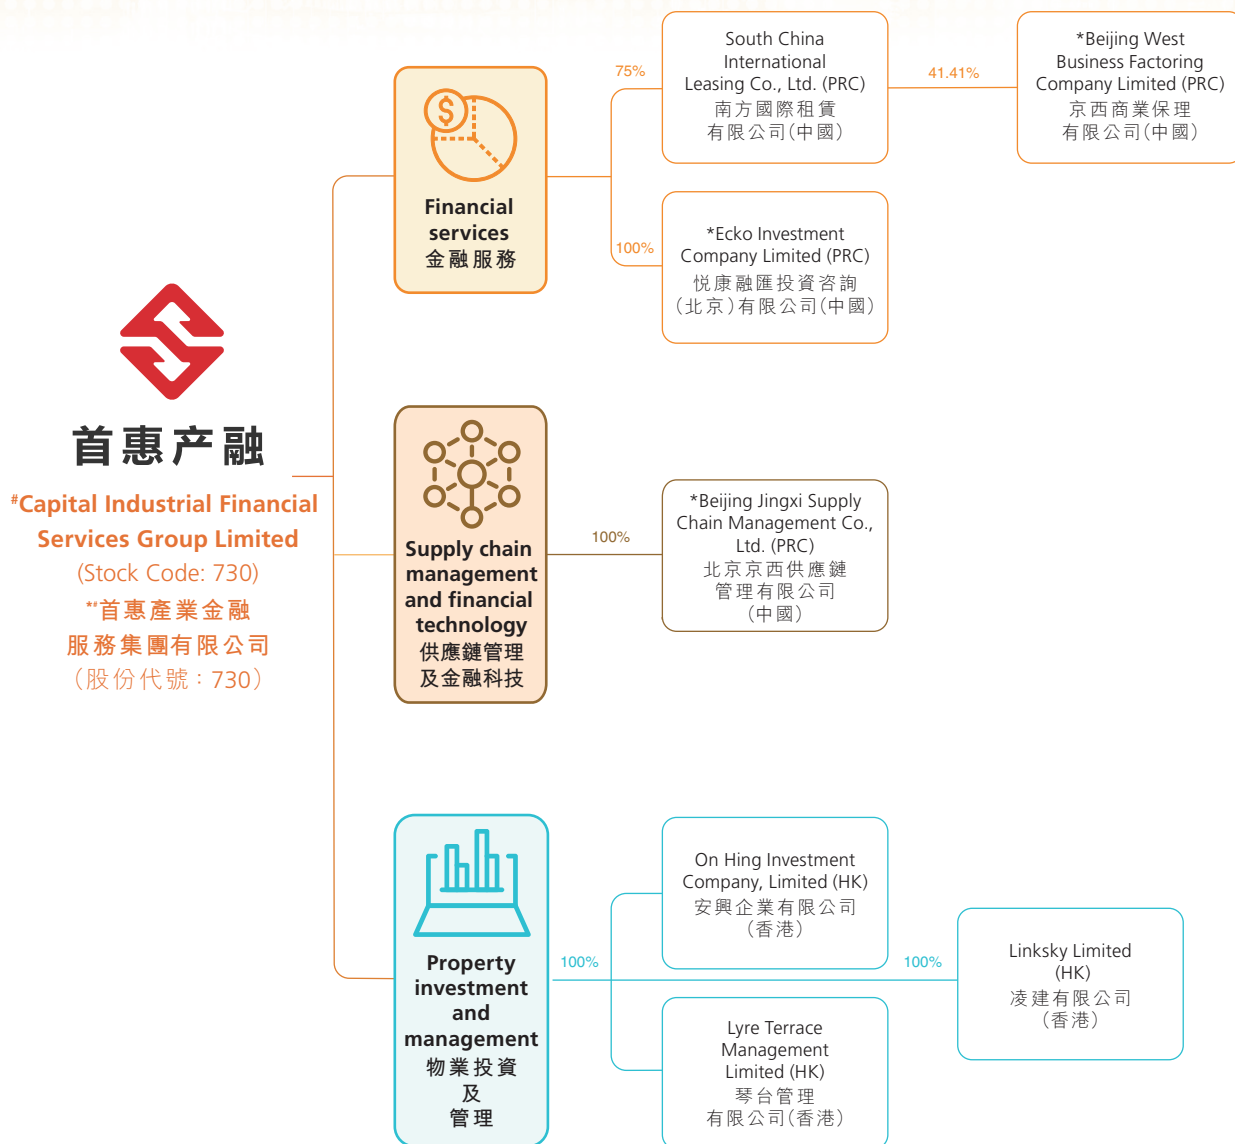 首惠产融
#Capital Industrial Financial
Services Group Limited
(Stock Code: 730)
*#首惠產業金融
服務集團有限公司
（股份代號：730）
$
Financial
services
金融服務
75%
South China
International
Leasing Co., Ltd. (PRC)
南方國際租賃
有限公司(中國)
41.41%
*Beijing West
Business Factoring
Company Limited (PRC)
京西商業保理
有限公司(中國)
100%
*Ecko Investment
Company Limited (PRC)
悦康融匯投資咨詢
(北京)有限公司(中國)
Supply chain
management
and financial
technology
供應鏈管理
及金融科技
100%
*Beijing Jingxi Supply
Chain Management Co.,
Ltd. (PRC)
北京京西供應鏈
管理有限公司
(中國)
Property
investment
and
management
物業投資
及
管理
100%
On Hing Investment
Company, Limited (HK)
安興企業有限公司
(香港)
100%
Linksky Limited
(HK)
凌建有限公司
(香港)
Lyre Terrace
Management
Limited (HK)
琴台管理
有限公司(香港)